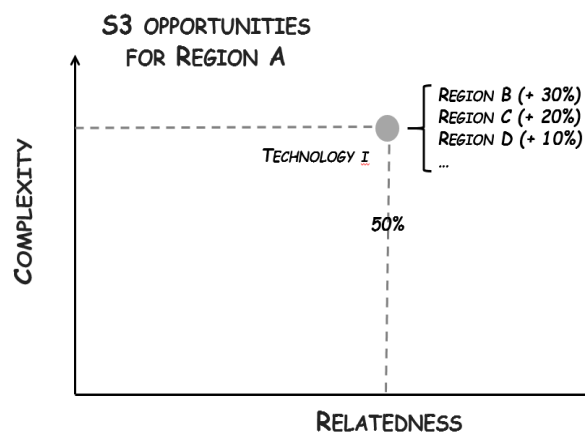 S3 OPPORTUNITIES
FOR REGION A
COMPLEXITY
REGION B (+ 30%)
REGION C (+ 20%)
REGION D (+ 10%)
...
TECHNOLOGY I
50%
RELATEDNESS